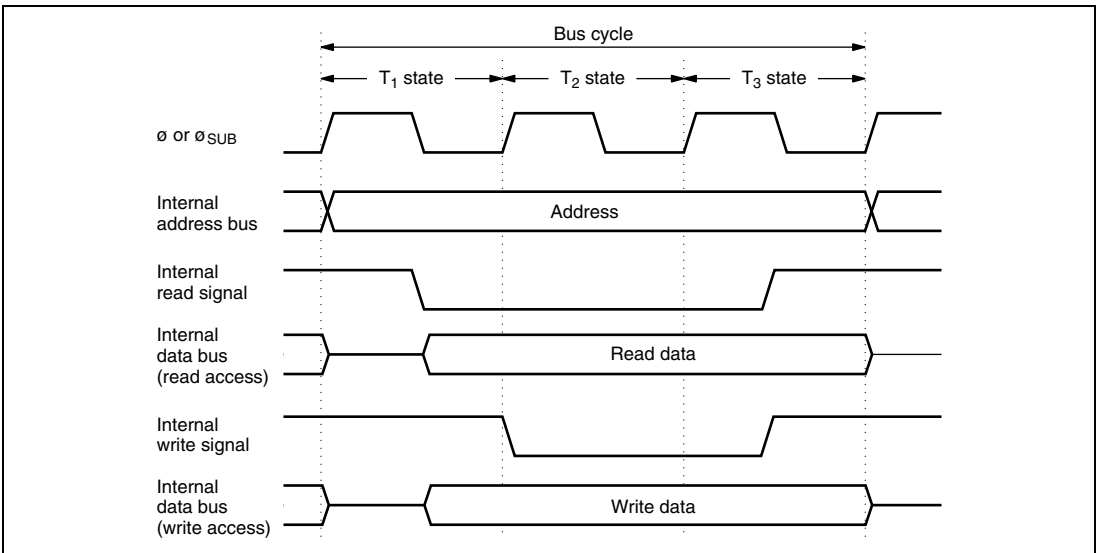 Bus cycle
T₁ state
T₂ state
T₃ state
ø or øSUB
Internal
address bus
Address
Internal
read signal
Internal
data bus
(read access)
Read data
Internal
write signal
Internal
data bus
(write access)
Write data